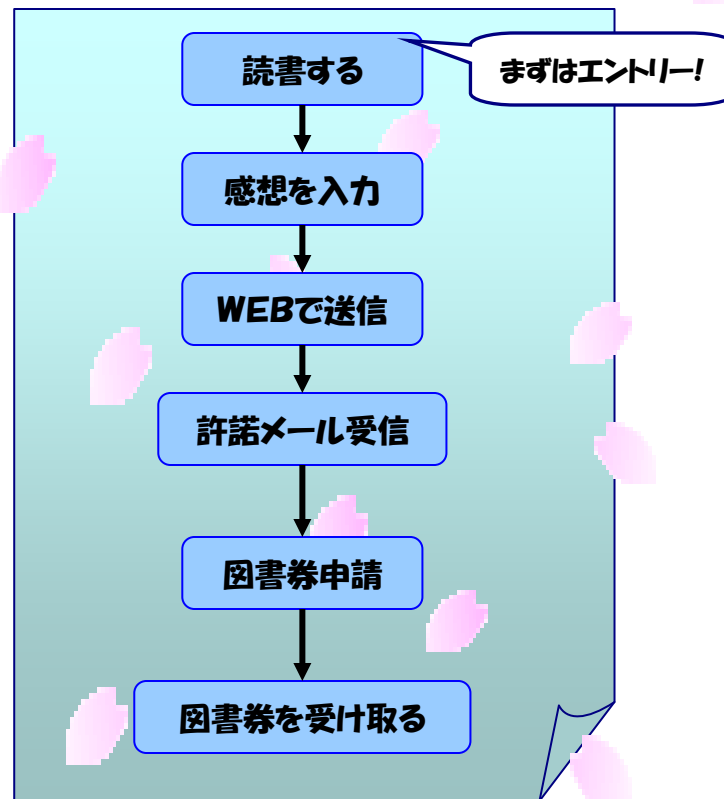 読書する
まずはエントリー!
感想を入力
WEBで送信
許諾メール受信
図書券申請
図書券を受け取る